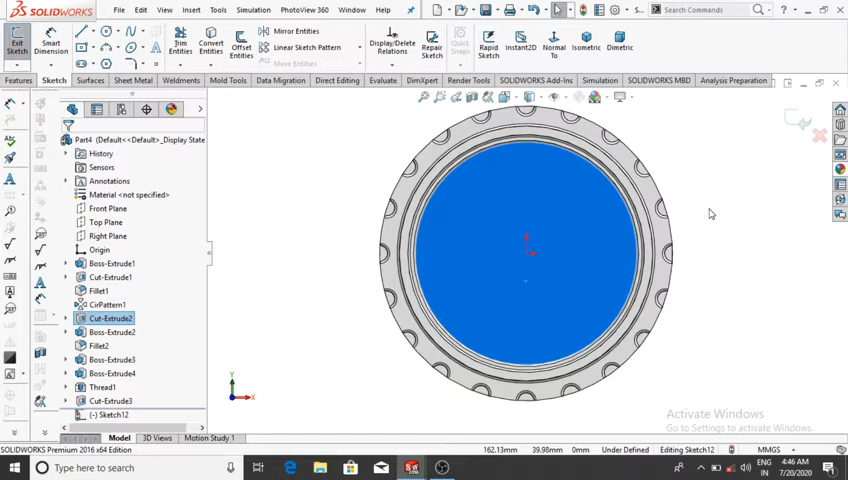 SOLIDWORKS
File Edit View Insert Tools Simulation PhotoView 360 Window Help
S...
Search Commands
Exit Sketch
Smart Dimension
Trim Entities
Convert Entities
Offset Entities
Mirror Entities
Linear Sketch Pattern
Move Entities
Display/Delete Relations
Repair Sketch
Quick Snaps
Rapid Sketch
Instant2D
Normal To
Isometric
Dimetric
Features Sketch Surfaces Sheet Metal Weldments Mold Tools Data Migration Direct Editing Evaluate DimXpert Render Tools SOLIDWORKS Add-Ins Simulation SOLIDWORKS MBD Analysis Preparation
Part4 (Default<<Default>_Display State
History
Sensors
Annotations
Material <not specified>
Front Plane
Top Plane
Right Plane
Origin
Boss-Extrude1
Cut-Extrude1
Fillet1
CirPattern1
Cut-Extrude2
Boss-Extrude2
Fillet2
Boss-Extrude3
Boss-Extrude4
Thread1
Cut-Extrude3
(-) Sketch12
Y
X
Activate Windows
Go to Settings to activate Windows.
Model 3D Views Motion Study 1
SOLIDWORKS Premium 2016 x64 Edition
162.13mm 39.98mm 0mm Under Defined Editing Sketch12 MMGS
Type here to search
ENG 4:46 AM
IN 7/20/2020